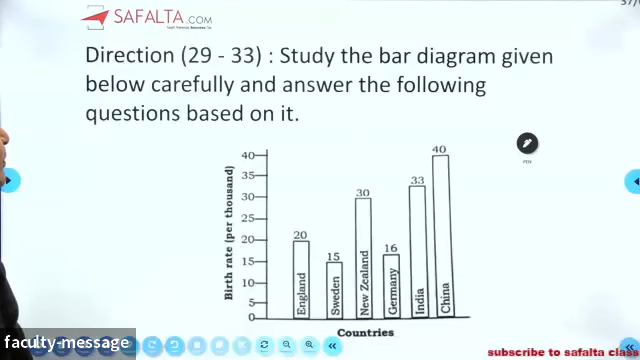 SAFALTA.COM
Direction (29 - 33) : Study the bar diagram given
below carefully and answer the following
questions based on it.
PEN
Birth rate (per thousand)
40
35
30
25
20
15
10
5
0
20
15
30
16
33
40
England
Sweden
New Zealand
Germany
India
China
Countries
faculty-message
subscribe to safalta class